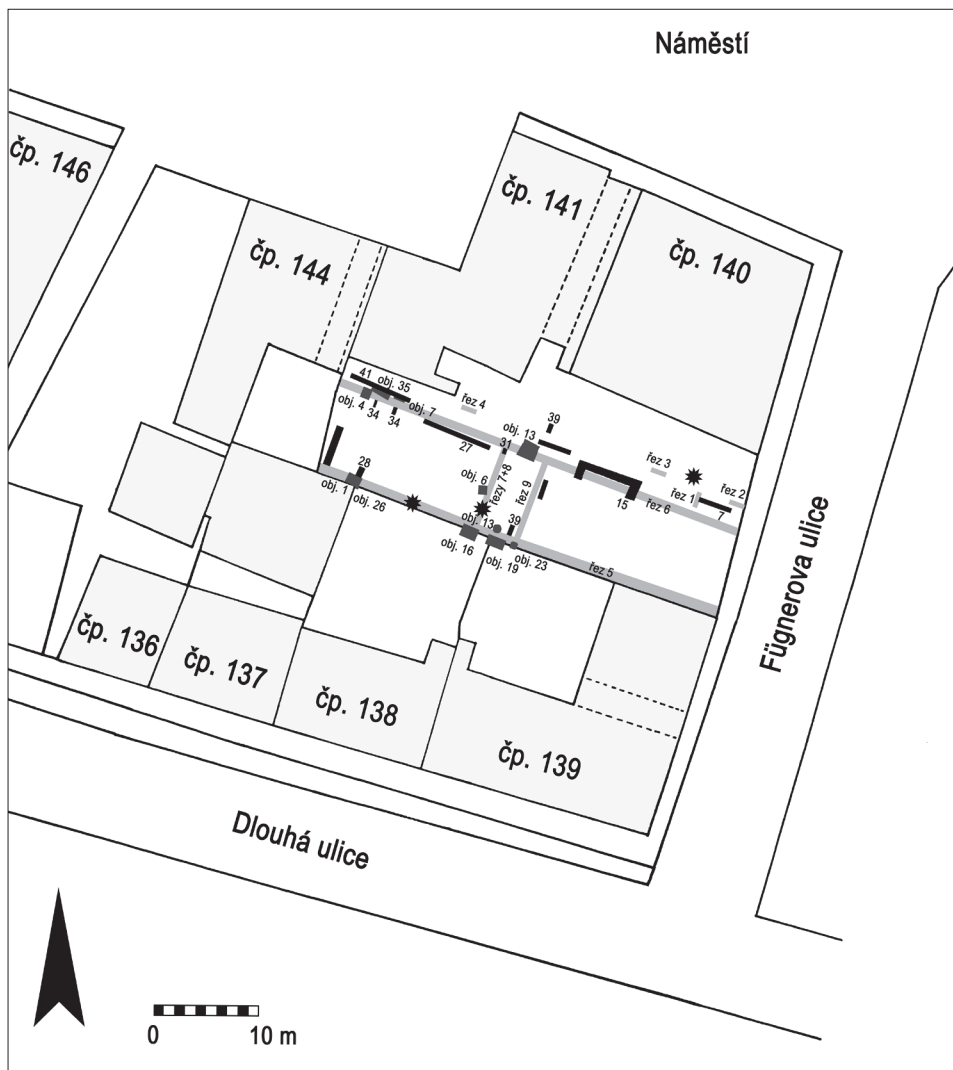 Náměstí
čp. 146
čp. 141
čp. 140
čp. 144
41
obj. 35
obj. 4
34
34
obj. 7
řez 4
27
39
obj. 13
31
řez 3
řez 1
řez 2
7
15
řez 6
28
obj. 1
obj. 26
obj. 6
řezy 7+8
řez 9
obj. 13
39
obj. 16
obj. 19
obj. 23
řez 5
Fügnerova ulice
čp. 136
čp. 137
čp. 138
čp. 139
Dlouhá ulice
0 10 m